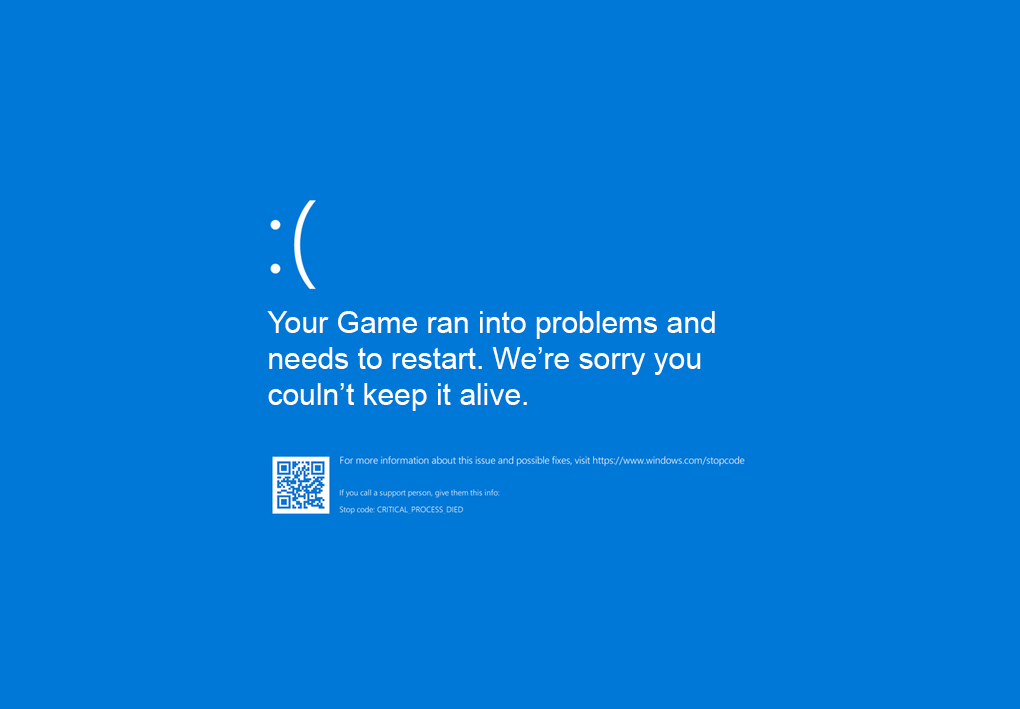 :(
Your Game ran into problems and
needs to restart. We’re sorry you
couln’t keep it alive.
For more information about this issue and possible fixes, visit https://www.windows.com/stopcode
If you call a support person, give them this info:
Stop code: CRITICAL_PROCESS_DIED